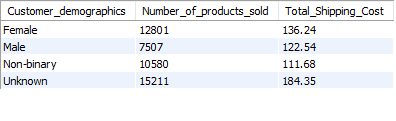 Customer_demographics Number_of_products_sold Total_Shipping_Cost
Female 12801 136.24
Male 7507 122.54
Non-binary 10580 111.68
Unknown 15211 184.35